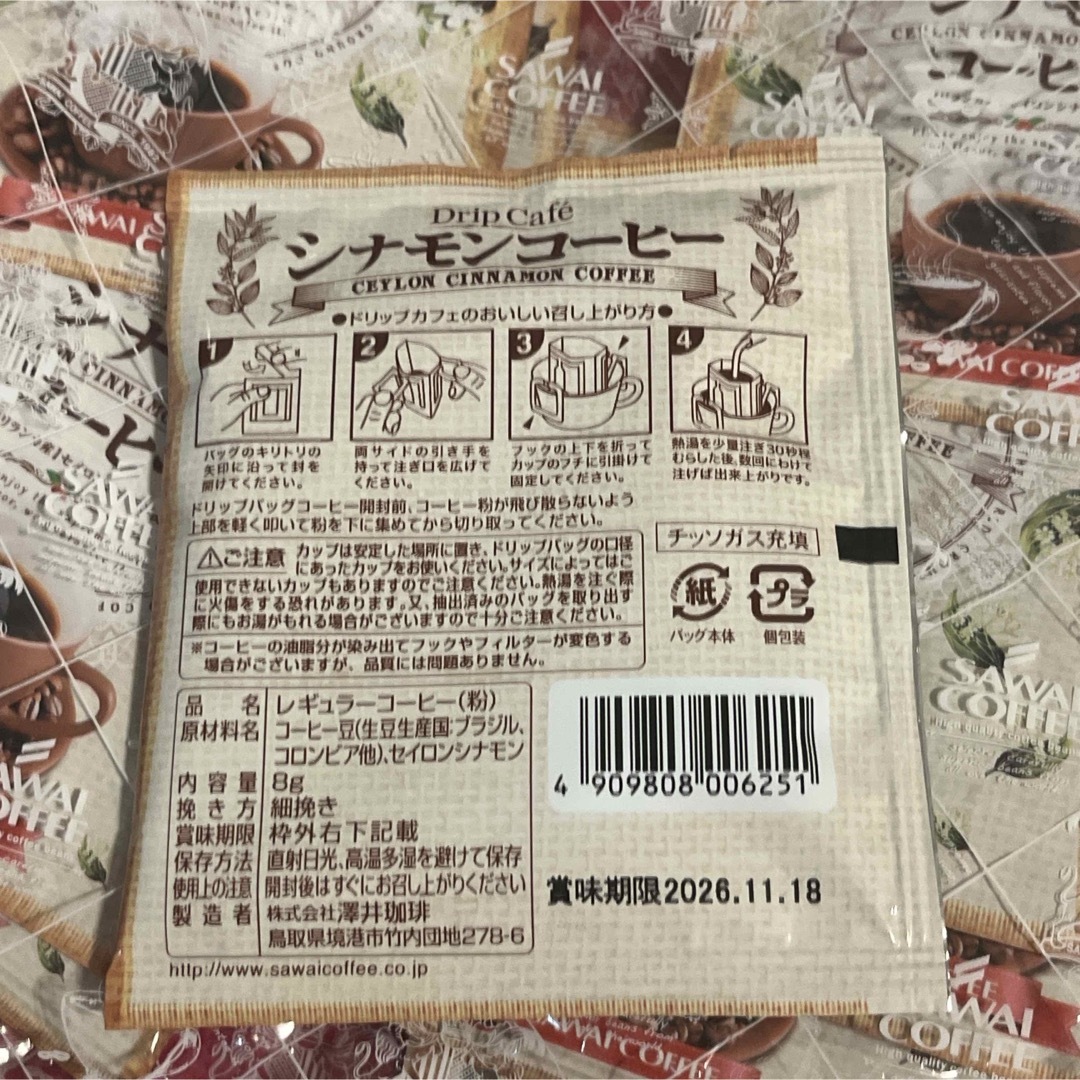 Drip Café
シナモンコーヒー
CEYLON CINNAMON COFFEE
●ドリップカフェのおいしい召し上がり方●
1
バッグのキリトリの
矢印に沿って封を
開けてください。
2
両サイドの引き手を
持って注ぎ口を広げて
ください。
3
フックの上下を折って
カップのフチに引掛けて
固定してください。
4
熱湯を少量注ぎ30秒程
むらした後、数回にわけて
注げば出来上がりです。
ドリップバッグコーヒー開封前、コーヒー粉が飛び散らないよう
上部を軽く叩いて粉を下に集めてから切り取ってください。
⚠ご注意 カップは安定した場所に置き、ドリップバッグの口径
にあったカップをお使いください。サイズによってはご
使用できないカップもありますのでご注意ください。熱湯を注ぐ際
に火傷をする恐れがあります。又、抽出済みのバッグを取り出す
際にもお湯がもれる場合がございますので十分ご注意ください。
※コーヒーの油脂分が染み出てフックやフィルターが変色する
場合がございますが、品質には問題ありません。
チッソガス充填
紙
バッグ本体
プラ
個包装
品名 レギュラーコーヒー(粉)
原材料名 コーヒー豆(生豆生産国:ブラジル、
コロンビア他)、セイロンシナモン
内容量 8g
挽き方 細挽き
賞味期限 枠外右下記載
保存方法 直射日光、高温多湿を避けて保存
使用上の注意 開封後はすぐにお召し上がりください
製造者 株式会社澤井珈琲
鳥取県境港市竹内団地278-6
http://www.sawaicoffee.co.jp
4 909808 006251
賞味期限2026.11.18
SAWAI
COFFEE
CEYLON CINNAMON
コーヒ
SAWAI
COFFEE
SAWAI
COFFEE
SAWAI
COFFEE
SAWAI
COFFEE
SAWAI COFFEE